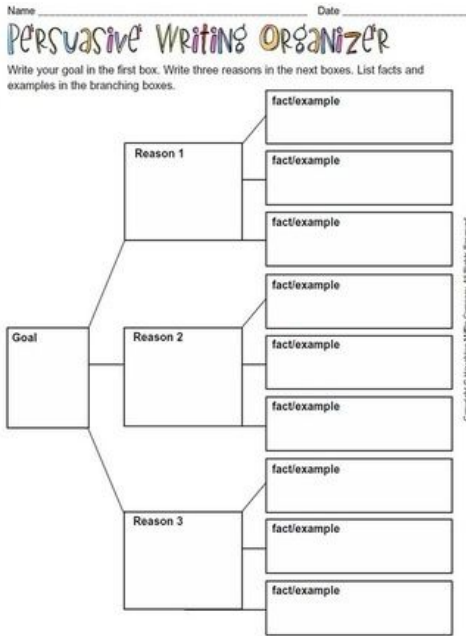 Name Date
Persuasive Writing Organizer
Write your goal in the first box. Write three reasons in the next boxes. List facts and
examples in the branching boxes.
fact/example
Reason 1
fact/example
fact/example
fact/example
Goal
Reason 2
fact/example
fact/example
fact/example
Reason 3
fact/example
fact/example